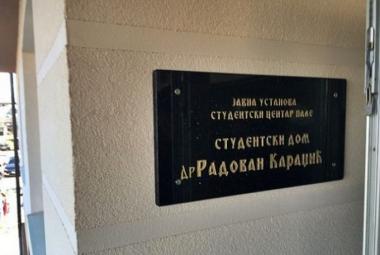 ЈАВНА УСТАНОВА
СТУДЕНТСКИ ЦЕНТАР ПАЛЕ
СТУДЕНТСКИ ДОМ
ДР РАДОВАН КАРАЏИЋ